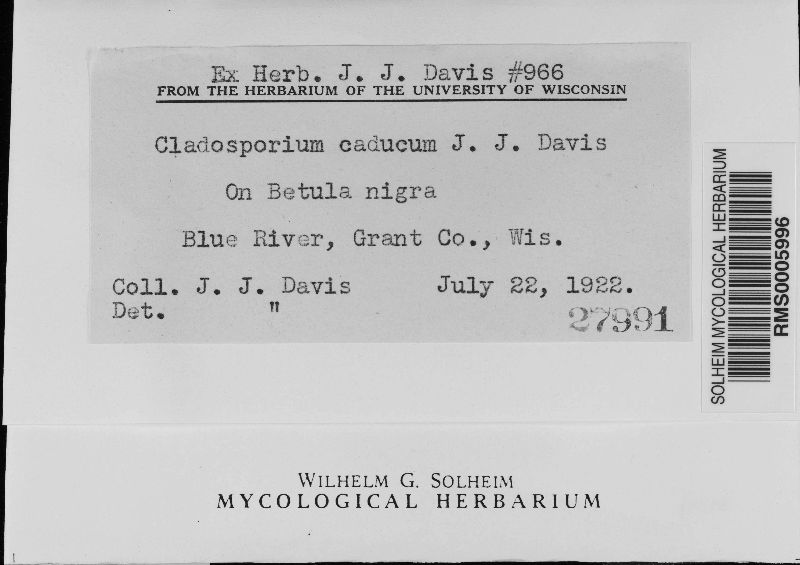 Ex Herb. J. J. Davis #966
FROM THE HERBARIUM OF THE UNIVERSITY OF WISCONSIN
Cladosporium caducum J. J. Davis
On Betula nigra
Blue River, Grant Co., Wis.
Coll. J. J. Davis July 22, 1922.
Det. "
27991
SOLHEIM MYCOLOGICAL HERBARIUM
RMS0005996
WILHELM G. SOLHEIM
MYCOLOGICAL HERBARIUM